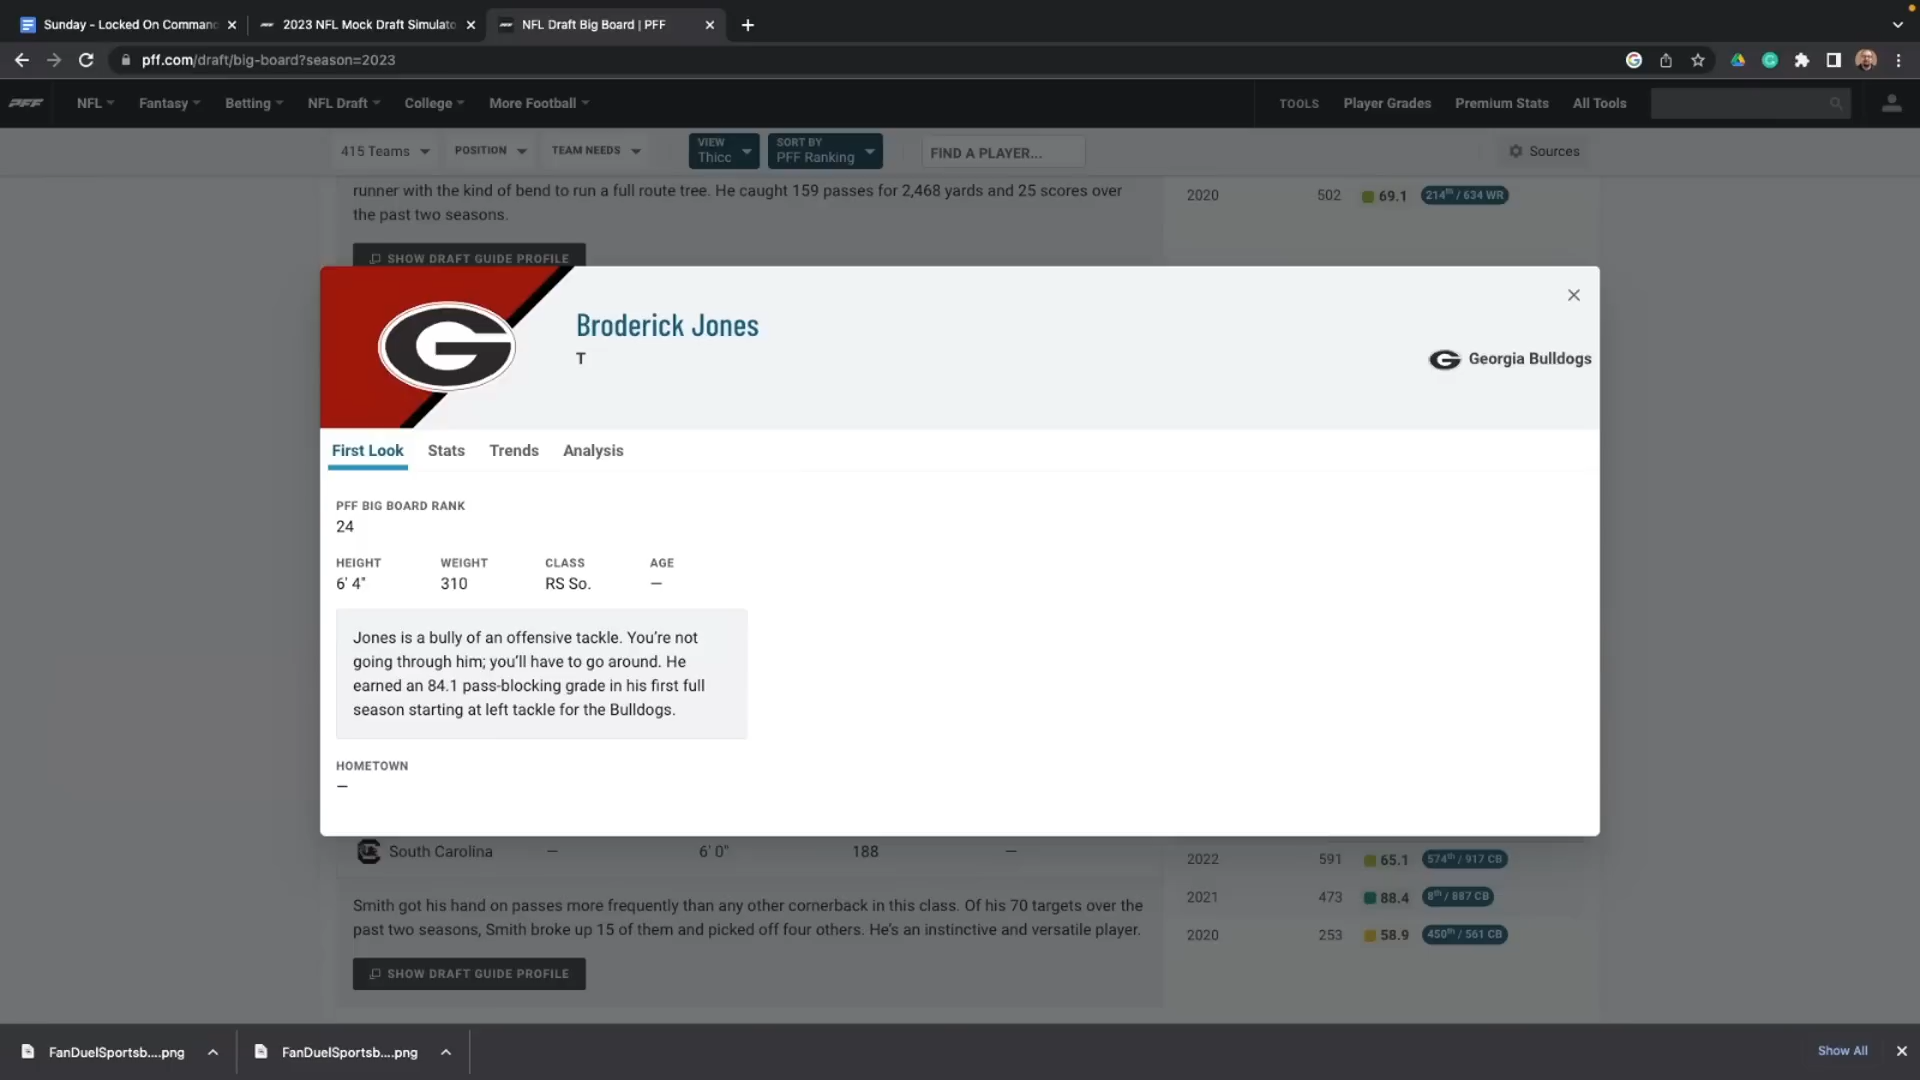 Sunday - Locked On Comman
2023 NFL Mock Draft Simulato
NFL Draft Big Board | PFF
pff.com/draft/big-board?season=2023
PFF
NFL
Fantasy
Betting
NFL Draft
College
More Football
TOOLS
Player Grades
Premium Stats
All Tools
415 Teams
POSITION
TEAM NEEDS
VIEW
Thicc
SORT BY
PFF Ranking
FIND A PLAYER...
Sources
runner with the kind of bend to run a full route tree. He caught 159 passes for 2,468 yards and 25 scores over
the past two seasons.
2020 502 69.1 214th / 634 WR
SHOW DRAFT GUIDE PROFILE
G
Broderick Jones
T
G Georgia Bulldogs
First Look
Stats
Trends
Analysis
PFF BIG BOARD RANK
24
HEIGHT WEIGHT CLASS AGE
6' 4" 310 RS So. —
Jones is a bully of an offensive tackle. You're not
going through him; you'll have to go around. He
earned an 84.1 pass-blocking grade in his first full
season starting at left tackle for the Bulldogs.
HOMETOWN
—
South Carolina — 6' 0" 188 —
2022 591 65.1 574th / 917 CB
2021 473 88.4 8th / 887 CB
2020 253 58.9 450th / 561 CB
Smith got his hand on passes more frequently than any other cornerback in this class. Of his 70 targets over the
past two seasons, Smith broke up 15 of them and picked off four others. He's an instinctive and versatile player.
SHOW DRAFT GUIDE PROFILE
FanDuelSportsb....png
FanDuelSportsb....png
Show All